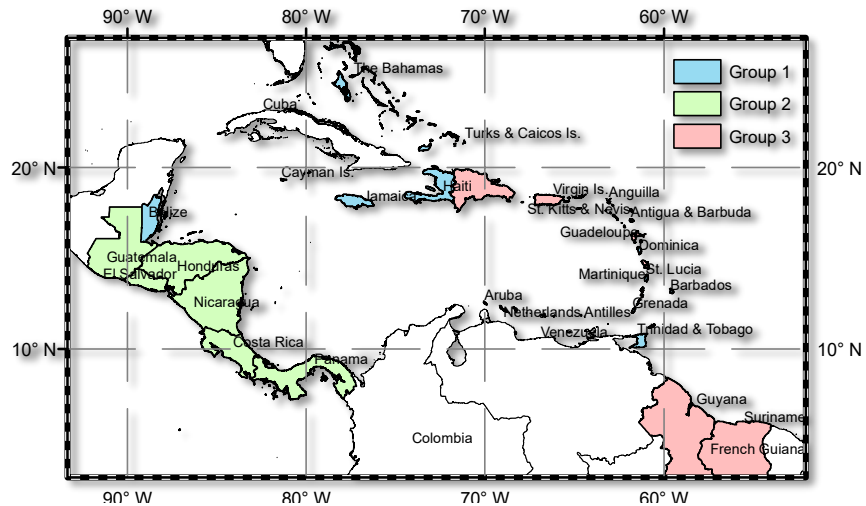 90° W 80° W 70° W 60° W
The Bahamas
Group 1
Group 2
Group 3
Cuba
Turks & Caicos Is.
20° N 20° N
Cayman Is.
Haiti
Jamaica
Virgin Is.
Anguilla
Belize
St. Kitts & Nevis
Antigua & Barbuda
Guadeloupe
Dominica
Guatemala
Honduras
El Salvador
Martinique
St. Lucia
Barbados
Nicaragua
Aruba
Grenada
Netherlands Antilles
Venezuela
Trinidad & Tobago
Costa Rica
10° N 10° N
Panama
Guyana
Suriname
Colombia
French Guiana
90° W 80° W 70° W 60° W